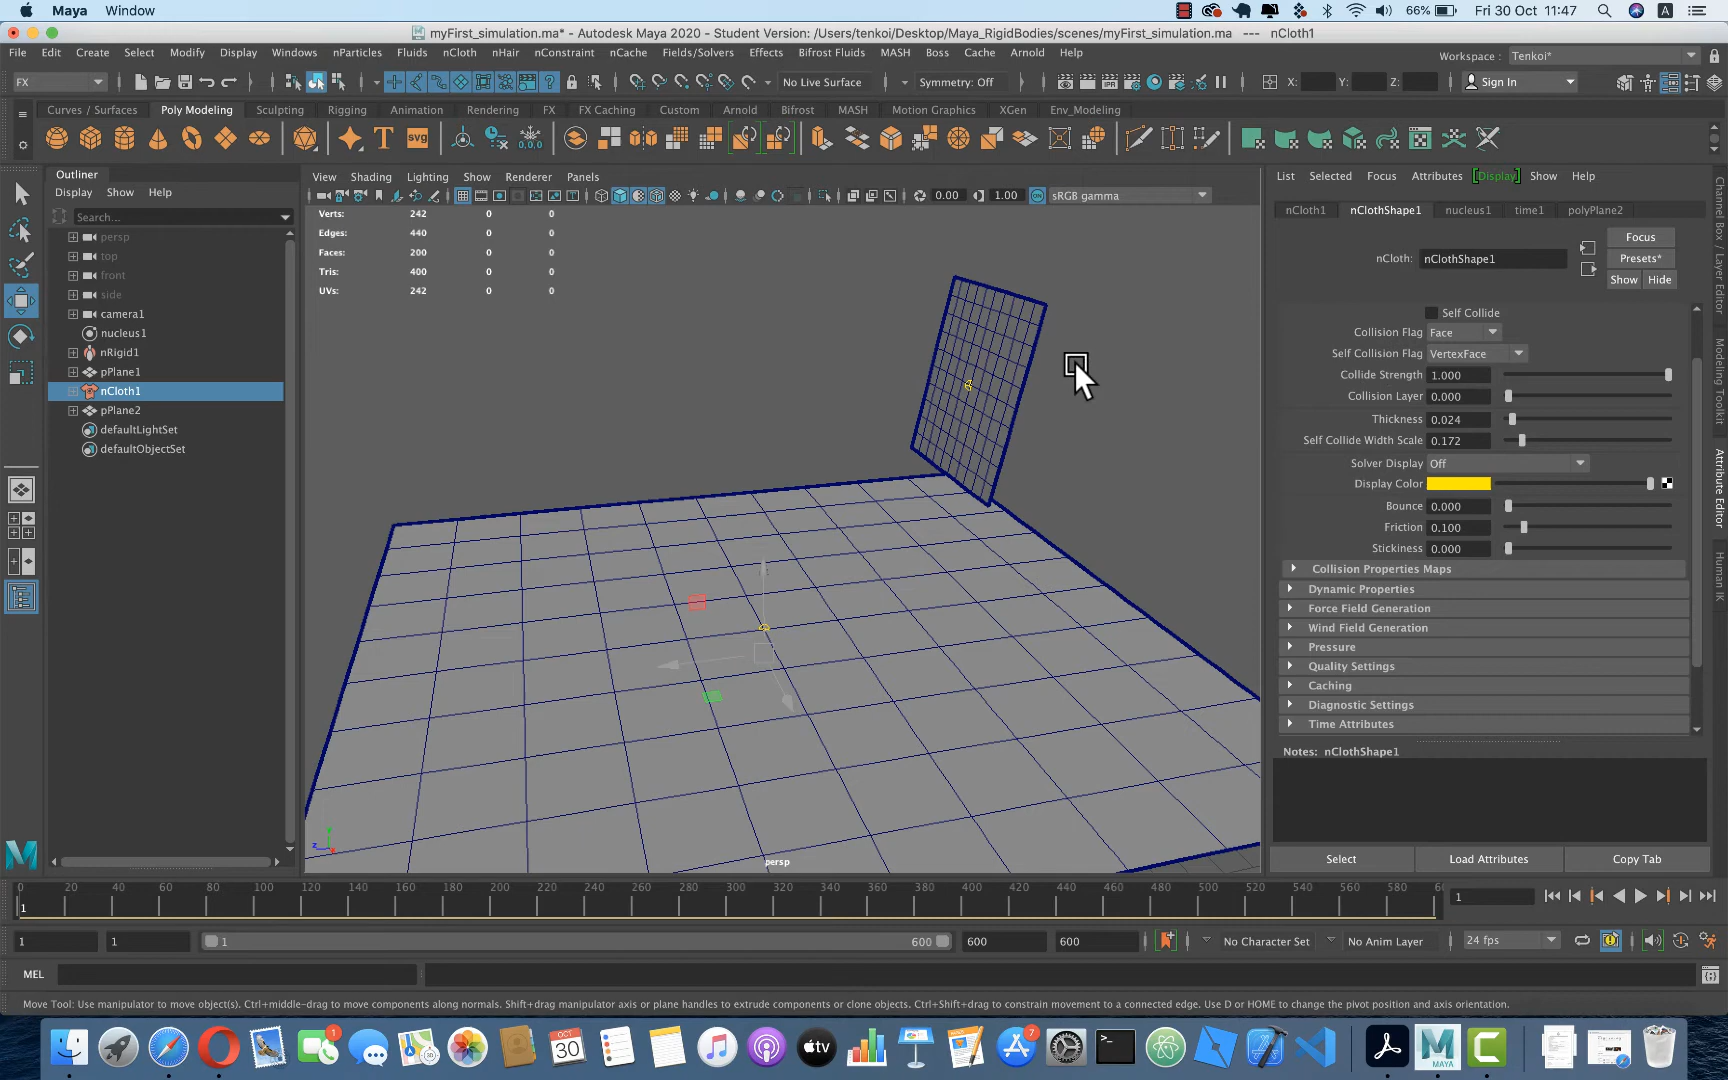 Maya Window 66% Fri 30 Oct 11:47 A
myFirst_simulation.ma* - Autodesk Maya 2020 - Student Version: /Users/tenkoi/Desktop/Maya_RigidBodies/scenes/myFirst_simulation.ma --- nCloth1
File Edit Create Select Modify Display Windows nParticles Fluids nCloth nHair nConstraint nCache Fields/Solvers Effects Bifrost Fluids MASH Boss Cache Arnold Help Workspace : Tenkoi*
FX No Live Surface Symmetry: Off X: Y: Z: Sign In
Curves / Surfaces Poly Modeling Sculpting Rigging Animation Rendering FX FX Caching Custom Arnold Bifrost MASH Motion Graphics XGen Env_Modeling
T svg 0,0,0
Outliner
Display Show Help
Search...
persp
top
front
side
camera1
nucleus1
nRigid1
pPlane1
nCloth1
pPlane2
defaultLightSet
defaultObjectSet
View Shading Lighting Show Renderer Panels
0.00 1.00 sRGB gamma
Verts: 242 0 0
Edges: 440 0 0
Faces: 200 0 0
Tris: 400 0 0
UVs: 242 0 0
persp
List Selected Focus Attributes [Display] Show Help
nCloth1 nClothShape1 nucleus1 time1 polyPlane2
nCloth: nClothShape1
Focus
Presets*
Show Hide
Self Collide
Collision Flag Face
Self Collision Flag VertexFace
Collide Strength 1.000
Collision Layer 0.000
Thickness 0.024
Self Collide Width Scale 0.172
Solver Display Off
Display Color
Bounce 0.000
Friction 0.100
Stickiness 0.000
Collision Properties Maps
Dynamic Properties
Force Field Generation
Wind Field Generation
Pressure
Quality Settings
Caching
Diagnostic Settings
Time Attributes
Notes: nClothShape1
Select Load Attributes Copy Tab
Channel Box / Layer Editor
Modeling Toolkit
Attribute Editor
Human IK
0 20 40 60 80 100 120 140 160 180 200 220 240 260 280 300 320 340 360 380 400 420 440 460 480 500 520 540 560 580 60
1 1
1 1 1 600 600 600 No Character Set No Anim Layer 24 fps
MEL
Move Tool: Use manipulator to move object(s). Ctrl+middle-drag to move components along normals. Shift+drag manipulator axis or plane handles to extrude components or clone objects. Ctrl+Shift+drag to constrain movement to a connected edge. Use D or HOME to change the pivot position and axis orientation.
1 OCT 30 tv 7 MAYA